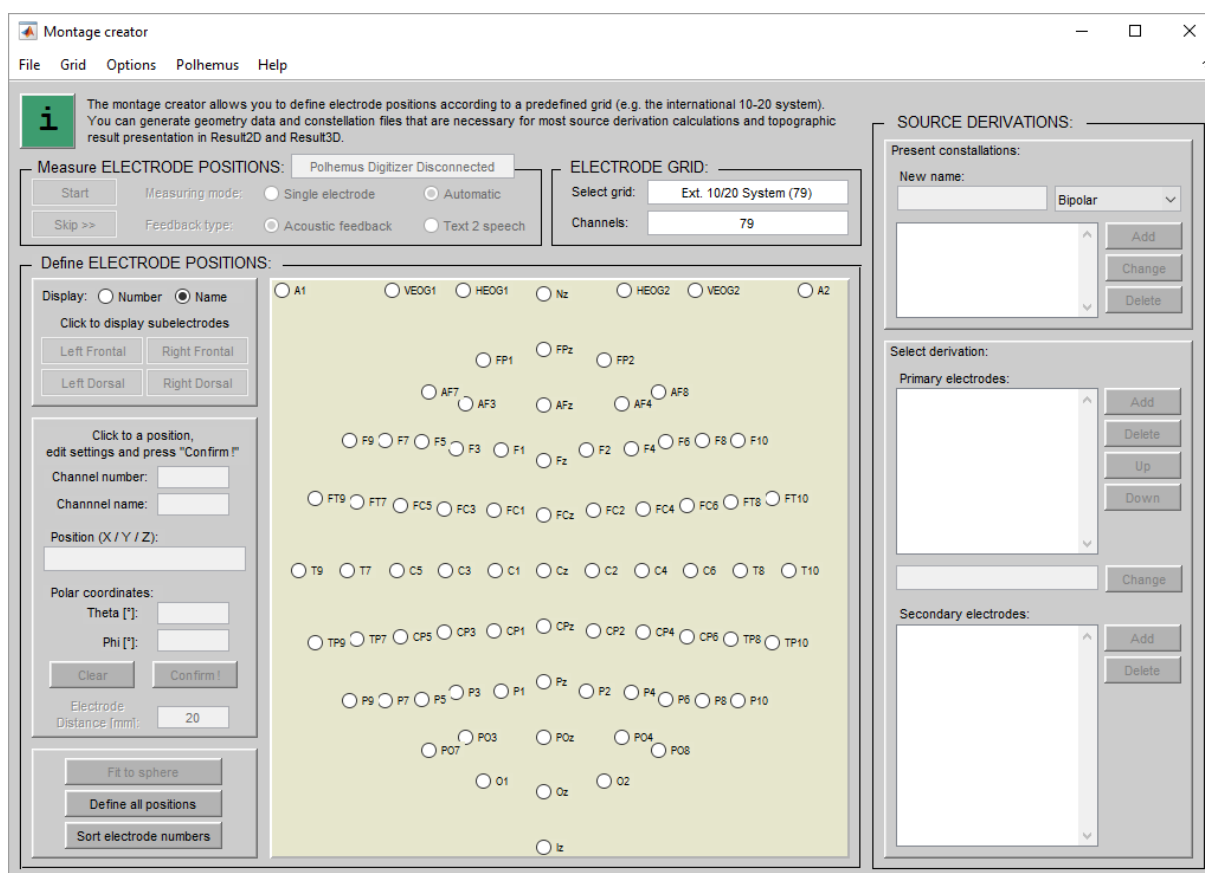 Montage creator
File Grid Options Polhemus Help
i
The montage creator allows you to define electrode positions according to a predefined grid (e.g. the international 10-20 system).
You can generate geometry data and constellation files that are necessary for most source derivation calculations and topographic
result presentation in Result2D and Result3D.
Measure ELECTRODE POSITIONS: Polhemus Digitizer Disconnected
Start Measuring mode: Single electrode Automatic
Skip >> Feedback type: Acoustic feedback Text 2 speech
ELECTRODE GRID:
Select grid: Ext. 10/20 System (79)
Channels: 79
Define ELECTRODE POSITIONS:
Display: Number Name
Click to display subelectrodes
Left Frontal Right Frontal
Left Dorsal Right Dorsal
Click to a position,
edit settings and press "Confirm!"
Channel number:
Channnel name:
Position (X / Y / Z):
Polar coordinates:
Theta [°]:
Phi [°]:
Clear Confirm!
Electrode
Distance [mm]: 20
Fit to sphere
Define all positions
Sort electrode numbers
A1 VEOG1 HEOG1 Nz HEOG2 VEOG2 A2
FP1 FPz FP2
AF7 AF3 AFz AF4 AF8
F9 F7 F5 F3 F1 Fz F2 F4 F6 F8 F10
FT9 FT7 FC5 FC3 FC1 FCz FC2 FC4 FC6 FT8 FT10
T9 T7 C5 C3 C1 Cz C2 C4 C6 T8 T10
TP9 TP7 CP5 CP3 CP1 CPz CP2 CP4 CP6 TP8 TP10
P9 P7 P5 P3 P1 Pz P2 P4 P6 P8 P10
PO7 PO3 POz PO4 PO8
O1 Oz O2
Iz
SOURCE DERIVATIONS:
Present constallations:
New name:
Bipolar
Add
Change
Delete
Select derivation:
Primary electrodes:
Add
Delete
Up
Down
Change
Secondary electrodes:
Add
Delete